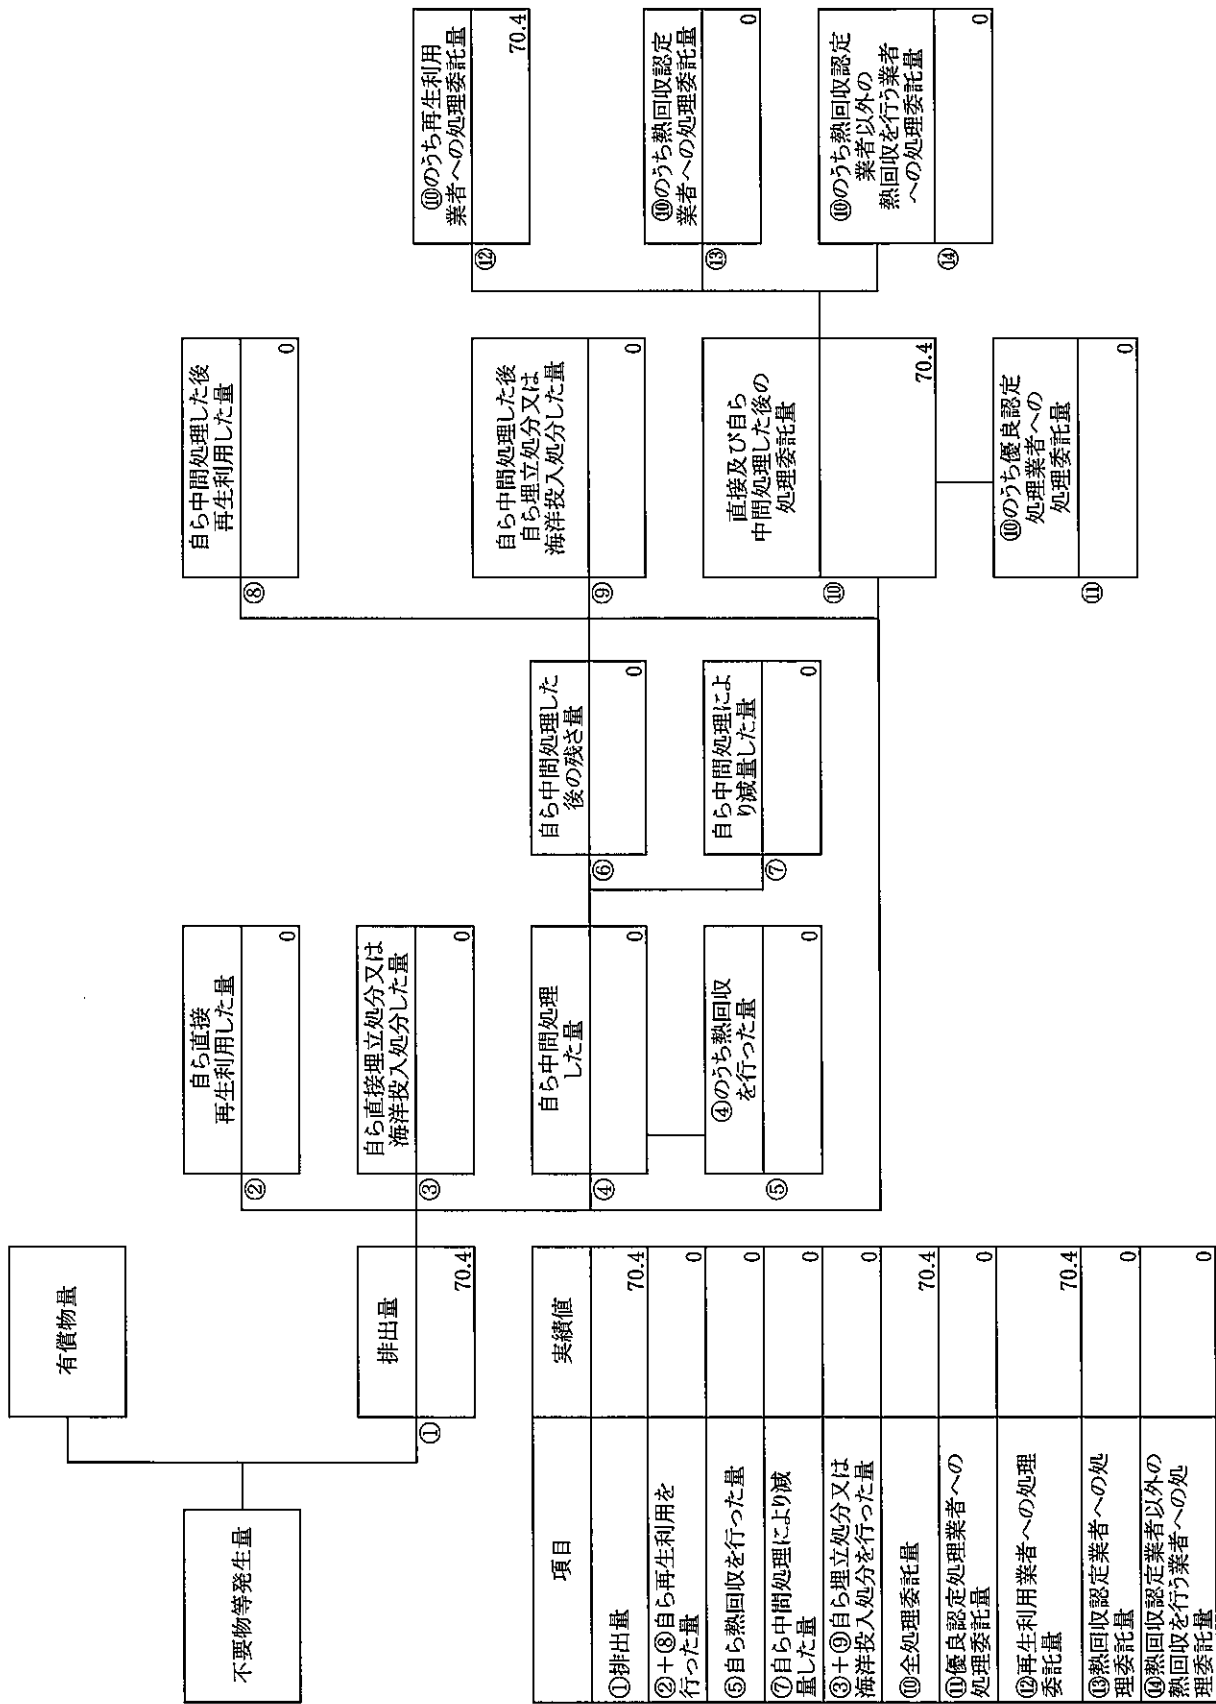 不要物等発生量
有償物量
排出量
①
70.4
自ら直接
再生利用した量
②
0
自ら直接埋立処分又は
海洋投入処分した量
③
0
自ら中間処理
した量
④
0
④のうち熱回収
を行った量
⑤
0
自ら中間処理した
後の残さ量
⑥
0
自ら中間処理によ
り減量した量
⑦
0
自ら中間処理した後
再生利用した量
⑧
0
自ら中間処理した後
自ら埋立処分又は
海洋投入処分した量
⑨
0
直接及び自ら
中間処理した後の
処理委託量
⑩
70.4
⑩のうち優良認定
処理業者への
処理委託量
⑪
0
⑩のうち再生利用
業者への処理委託量
⑫
70.4
⑩のうち熱回収認定
業者への処理委託量
⑬
0
⑩のうち熱回収認定
業者以外の
熱回収を行う業者
への処理委託量
⑭
0
項目 実績値
①排出量 70.4
②+⑧自ら再生利用を
行った量 0
⑤自ら熱回収を行った量 0
⑦自ら中間処理により減
量した量 0
③+⑨自ら埋立処分又は
海洋投入処分を行った量 0
⑩全処理委託量 70.4
⑪優良認定処理業者への
処理委託量 0
⑫再生利用業者への処理
委託量 70.4
⑬熱回収認定業者への処
理委託量 0
⑭熱回収認定業者以外の
熱回収を行う業者への処
理委託量 0